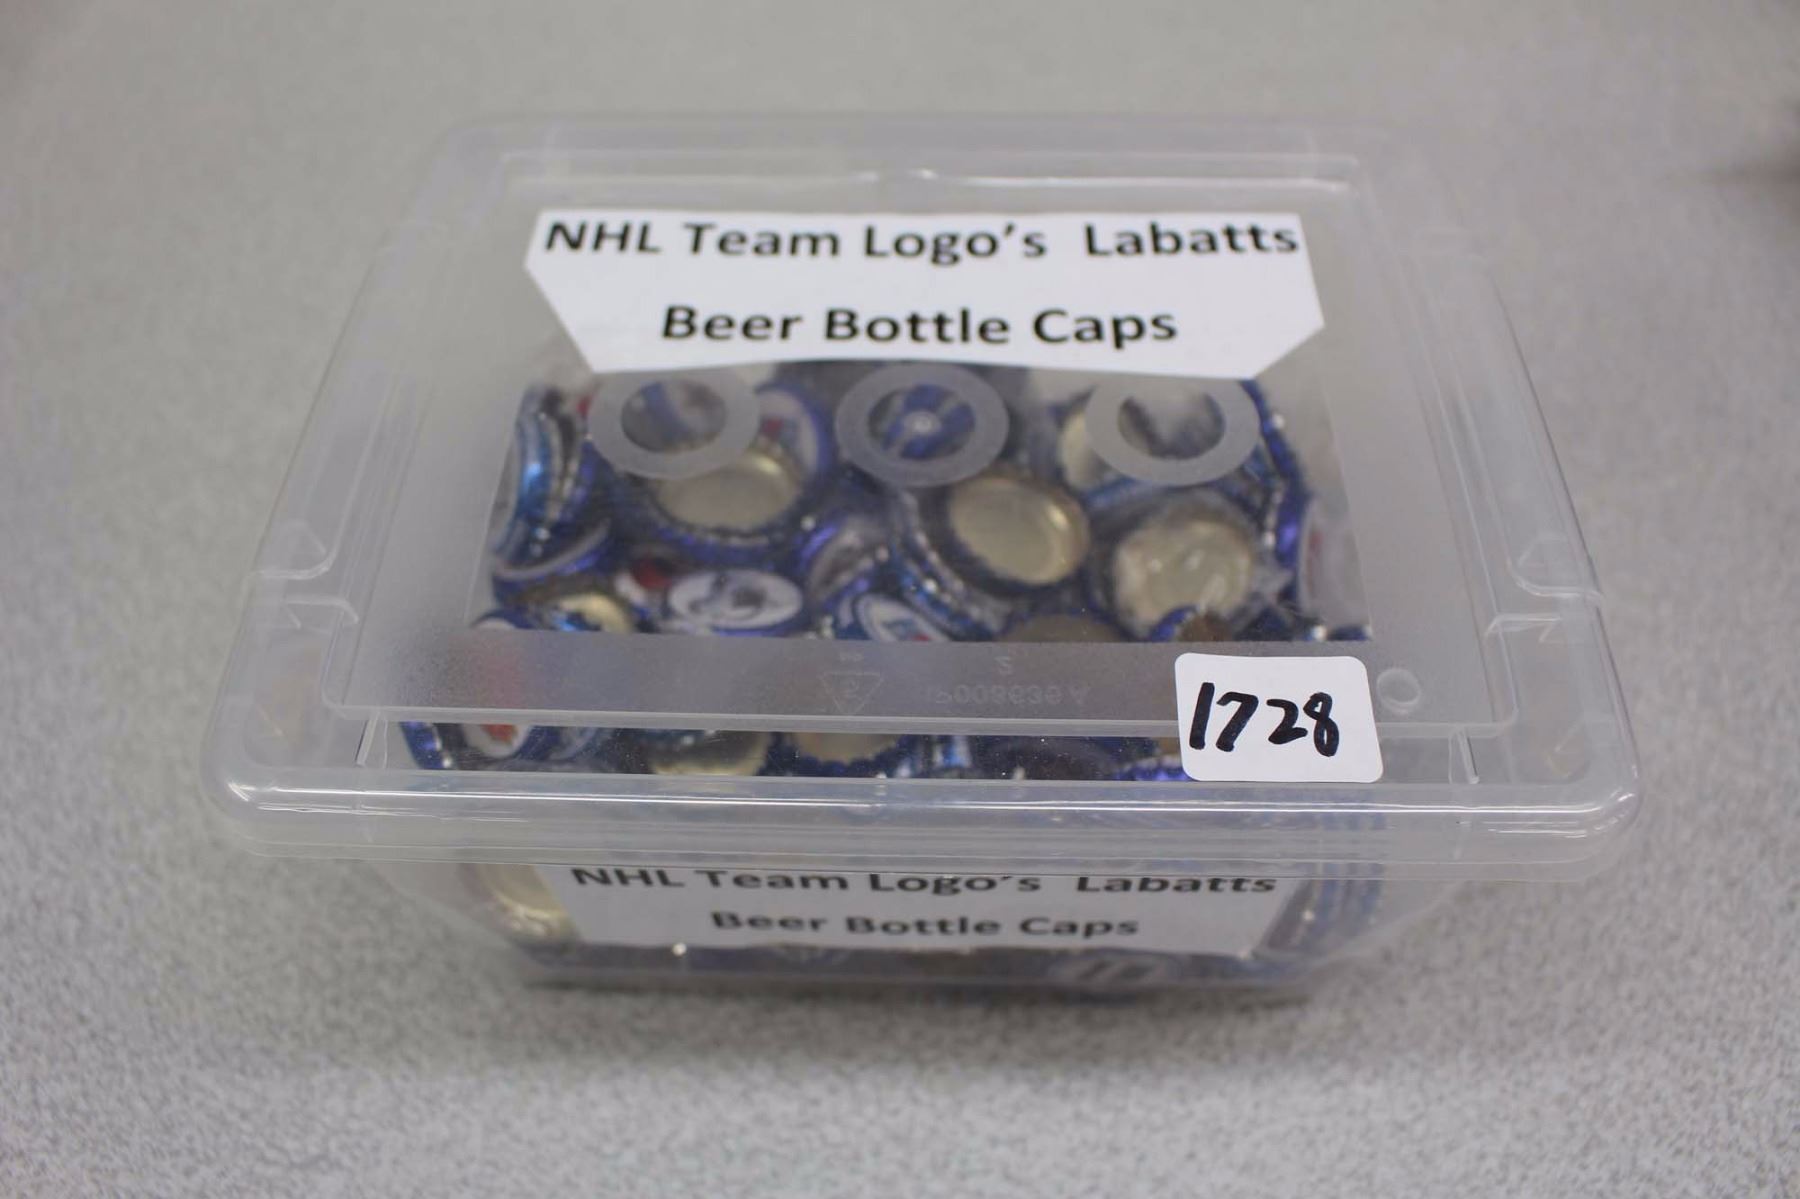 NHL Team Logo's Labatts
Beer Bottle Caps
1728
NHL Team Logo's Labatts
Beer Bottle Caps